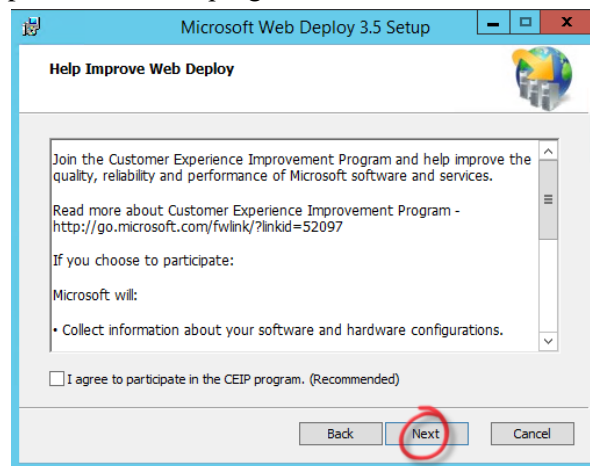 Microsoft Web Deploy 3.5 Setup
Help Improve Web Deploy
Join the Customer Experience Improvement Program and help improve the
quality, reliability and performance of Microsoft software and services.
Read more about Customer Experience Improvement Program -
http://go.microsoft.com/fwlink/?linkid=52097
If you choose to participate:
Microsoft will:
• Collect information about your software and hardware configurations.
I agree to participate in the CEIP program. (Recommended)
Back Next Cancel